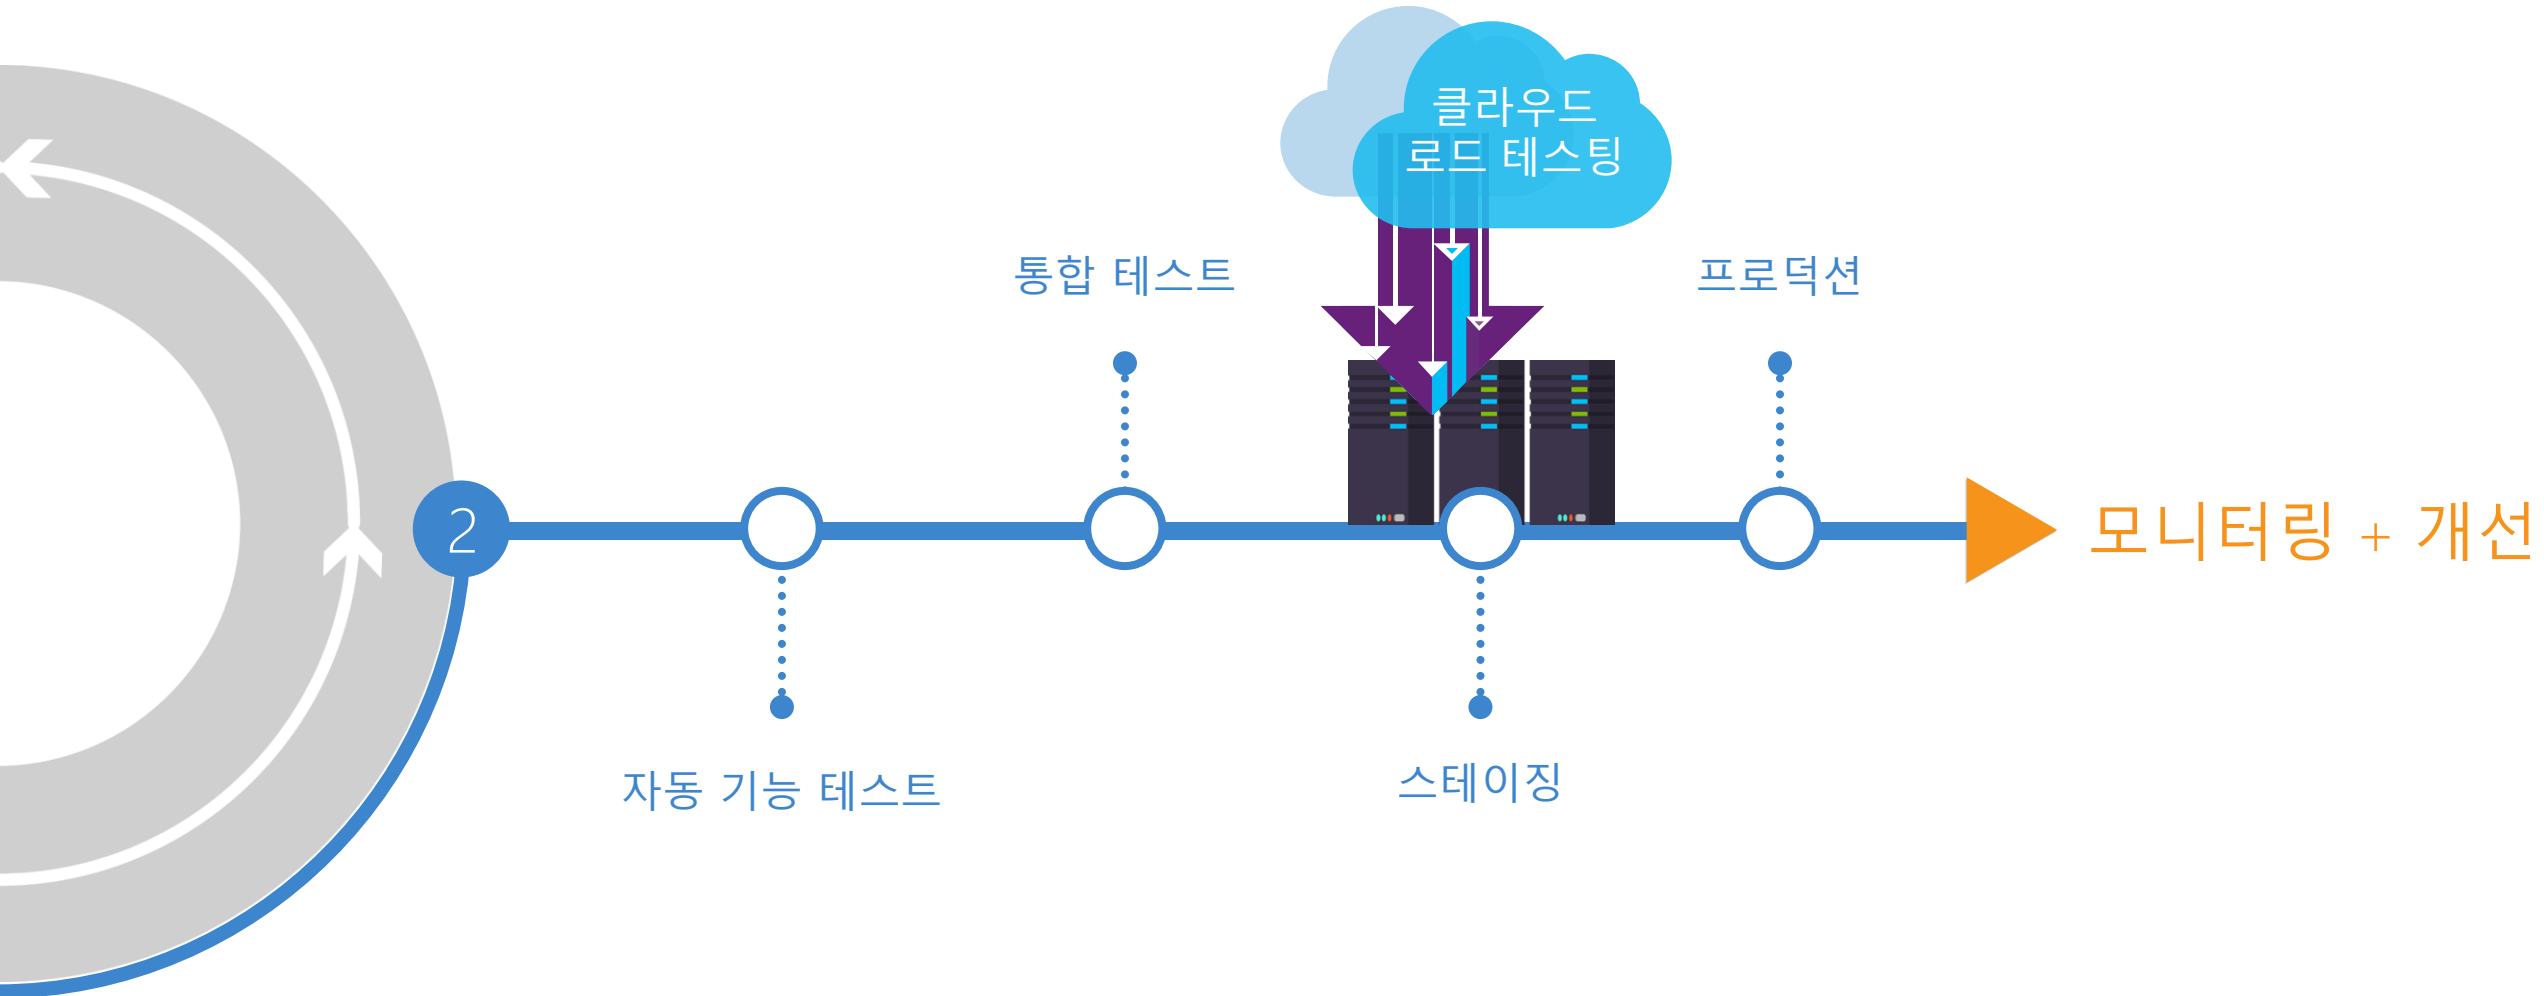 클라우드
로드 테스팅
통합 테스트
프로덕션
2
모니터링 + 개선
자동 기능 테스트
스테이징